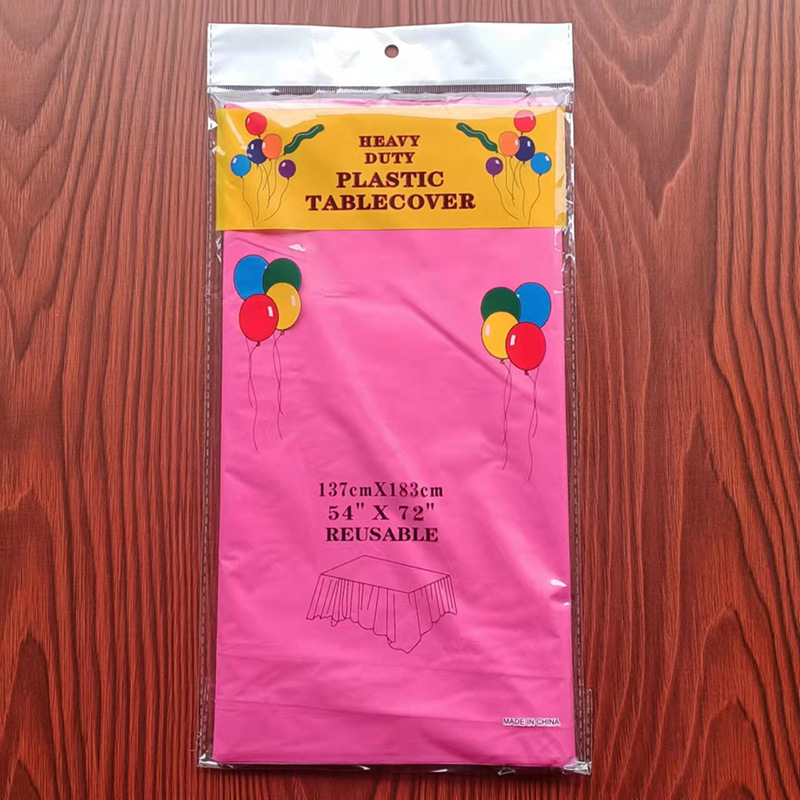 HEAVY
DUTY
PLASTIC
TABLECOVER
137cmX183cm
54" X 72"
REUSABLE
MADE IN CHINA